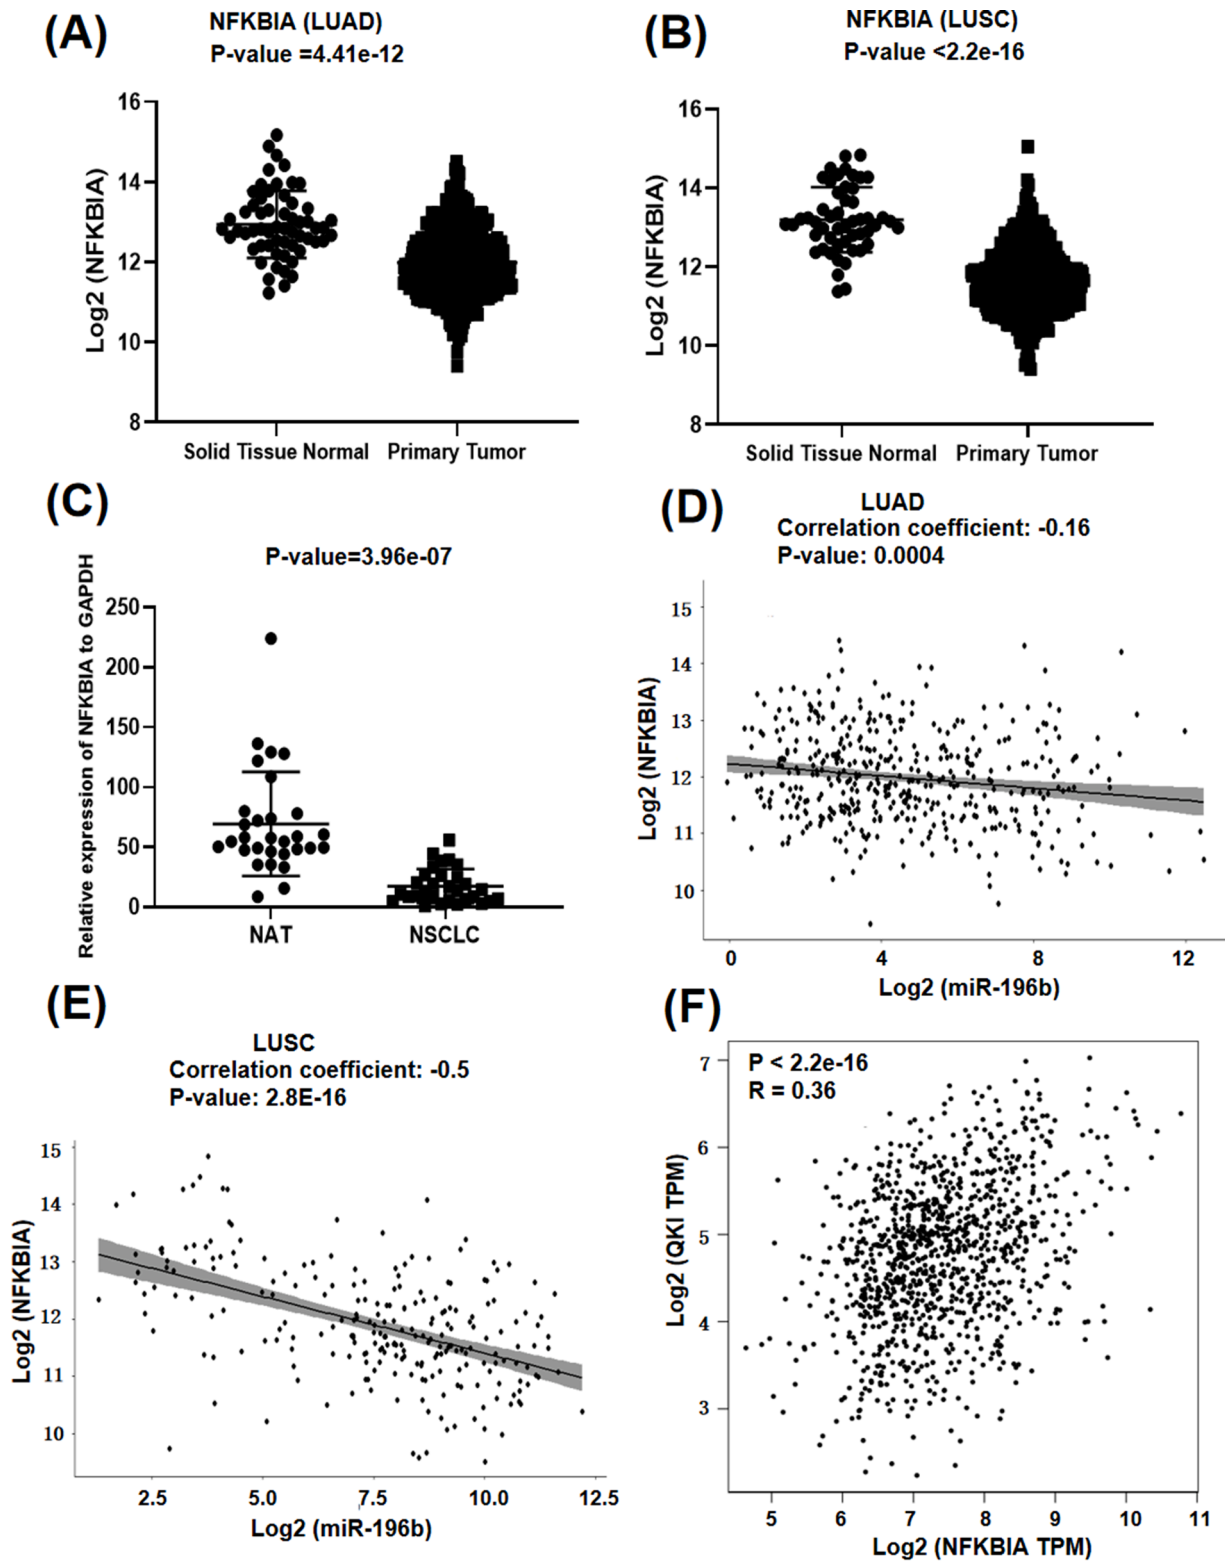 (A)
NFKBIA (LUAD)
P-value =4.41e-12
Log2 (NFKBIA)
16
14
12
10
8
Solid Tissue Normal Primary Tumor
(B)
NFKBIA (LUSC)
P-value <2.2e-16
Log2 (NFKBIA)
16
14
12
10
8
Solid Tissue Normal Primary Tumor
(C)
P-value=3.96e-07
Relative expression of NFKBIA to GAPDH
250
200
150
100
50
0
NAT NSCLC
(D)
LUAD
Correlation coefficient: -0.16
P-value: 0.0004
Log2 (NFKBIA)
15
14
13
12
11
10
0 4 8 12
Log2 (miR-196b)
(E)
LUSC
Correlation coefficient: -0.5
P-value: 2.8E-16
Log2 (NFKBIA)
15
14
13
12
11
10
2.5 5.0 7.5 10.0 12.5
Log2 (miR-196b)
(F)
P < 2.2e-16
R = 0.36
Log2 (QKI TPM)
7
6
5
4
3
5 6 7 8 9 10 11
Log2 (NFKBIA TPM)